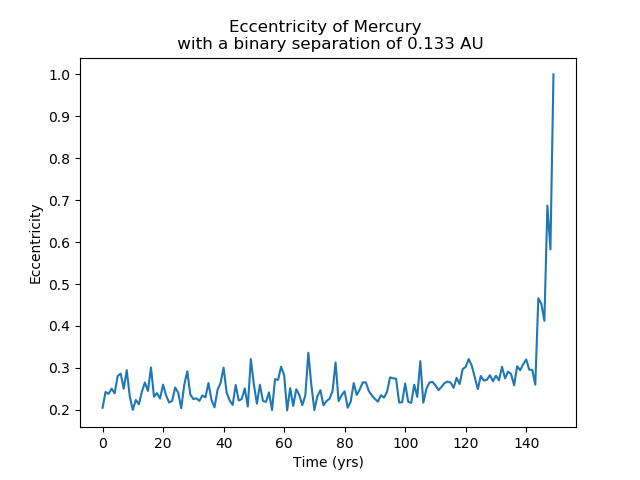 Eccentricity of Mercury
with a binary separation of 0.133 AU
1.0
0.9
0.8
0.7
0.6
0.5
0.4
0.3
0.2
Eccentricity
0 20 40 60 80 100 120 140
Time (yrs)